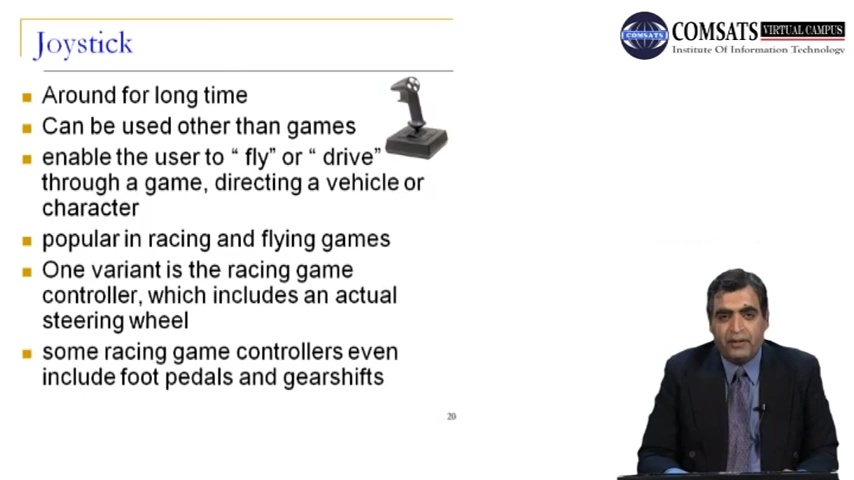 Joystick
COMSATS VIRTUAL CAMPUS
COMSATS
Institute Of Information Technology
Around for long time
Can be used other than games
enable the user to “ fly” or “ drive”
through a game, directing a vehicle or
character
popular in racing and flying games
One variant is the racing game
controller, which includes an actual
steering wheel
some racing game controllers even
include foot pedals and gearshifts
20